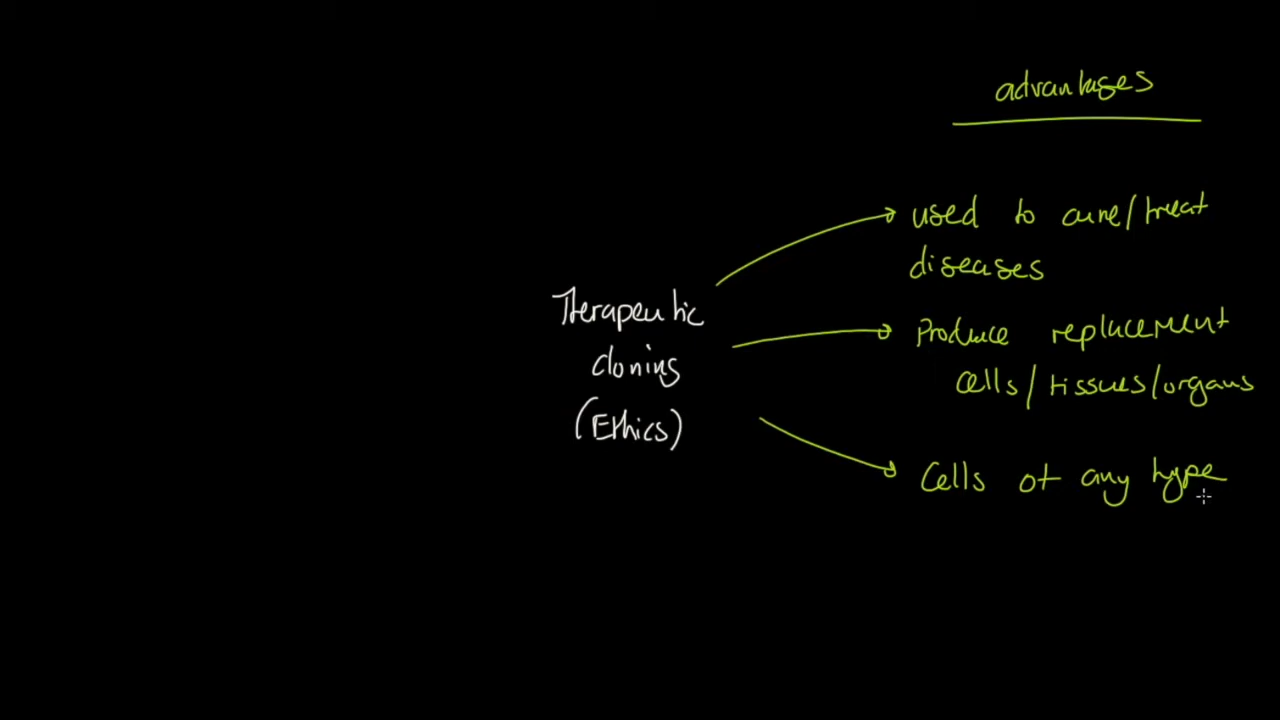 advantages
used to cure/treat
diseases
Therapeutic
cloning
(Ethics)
Produce replacement
cells/tissues/organs
Cells of any type